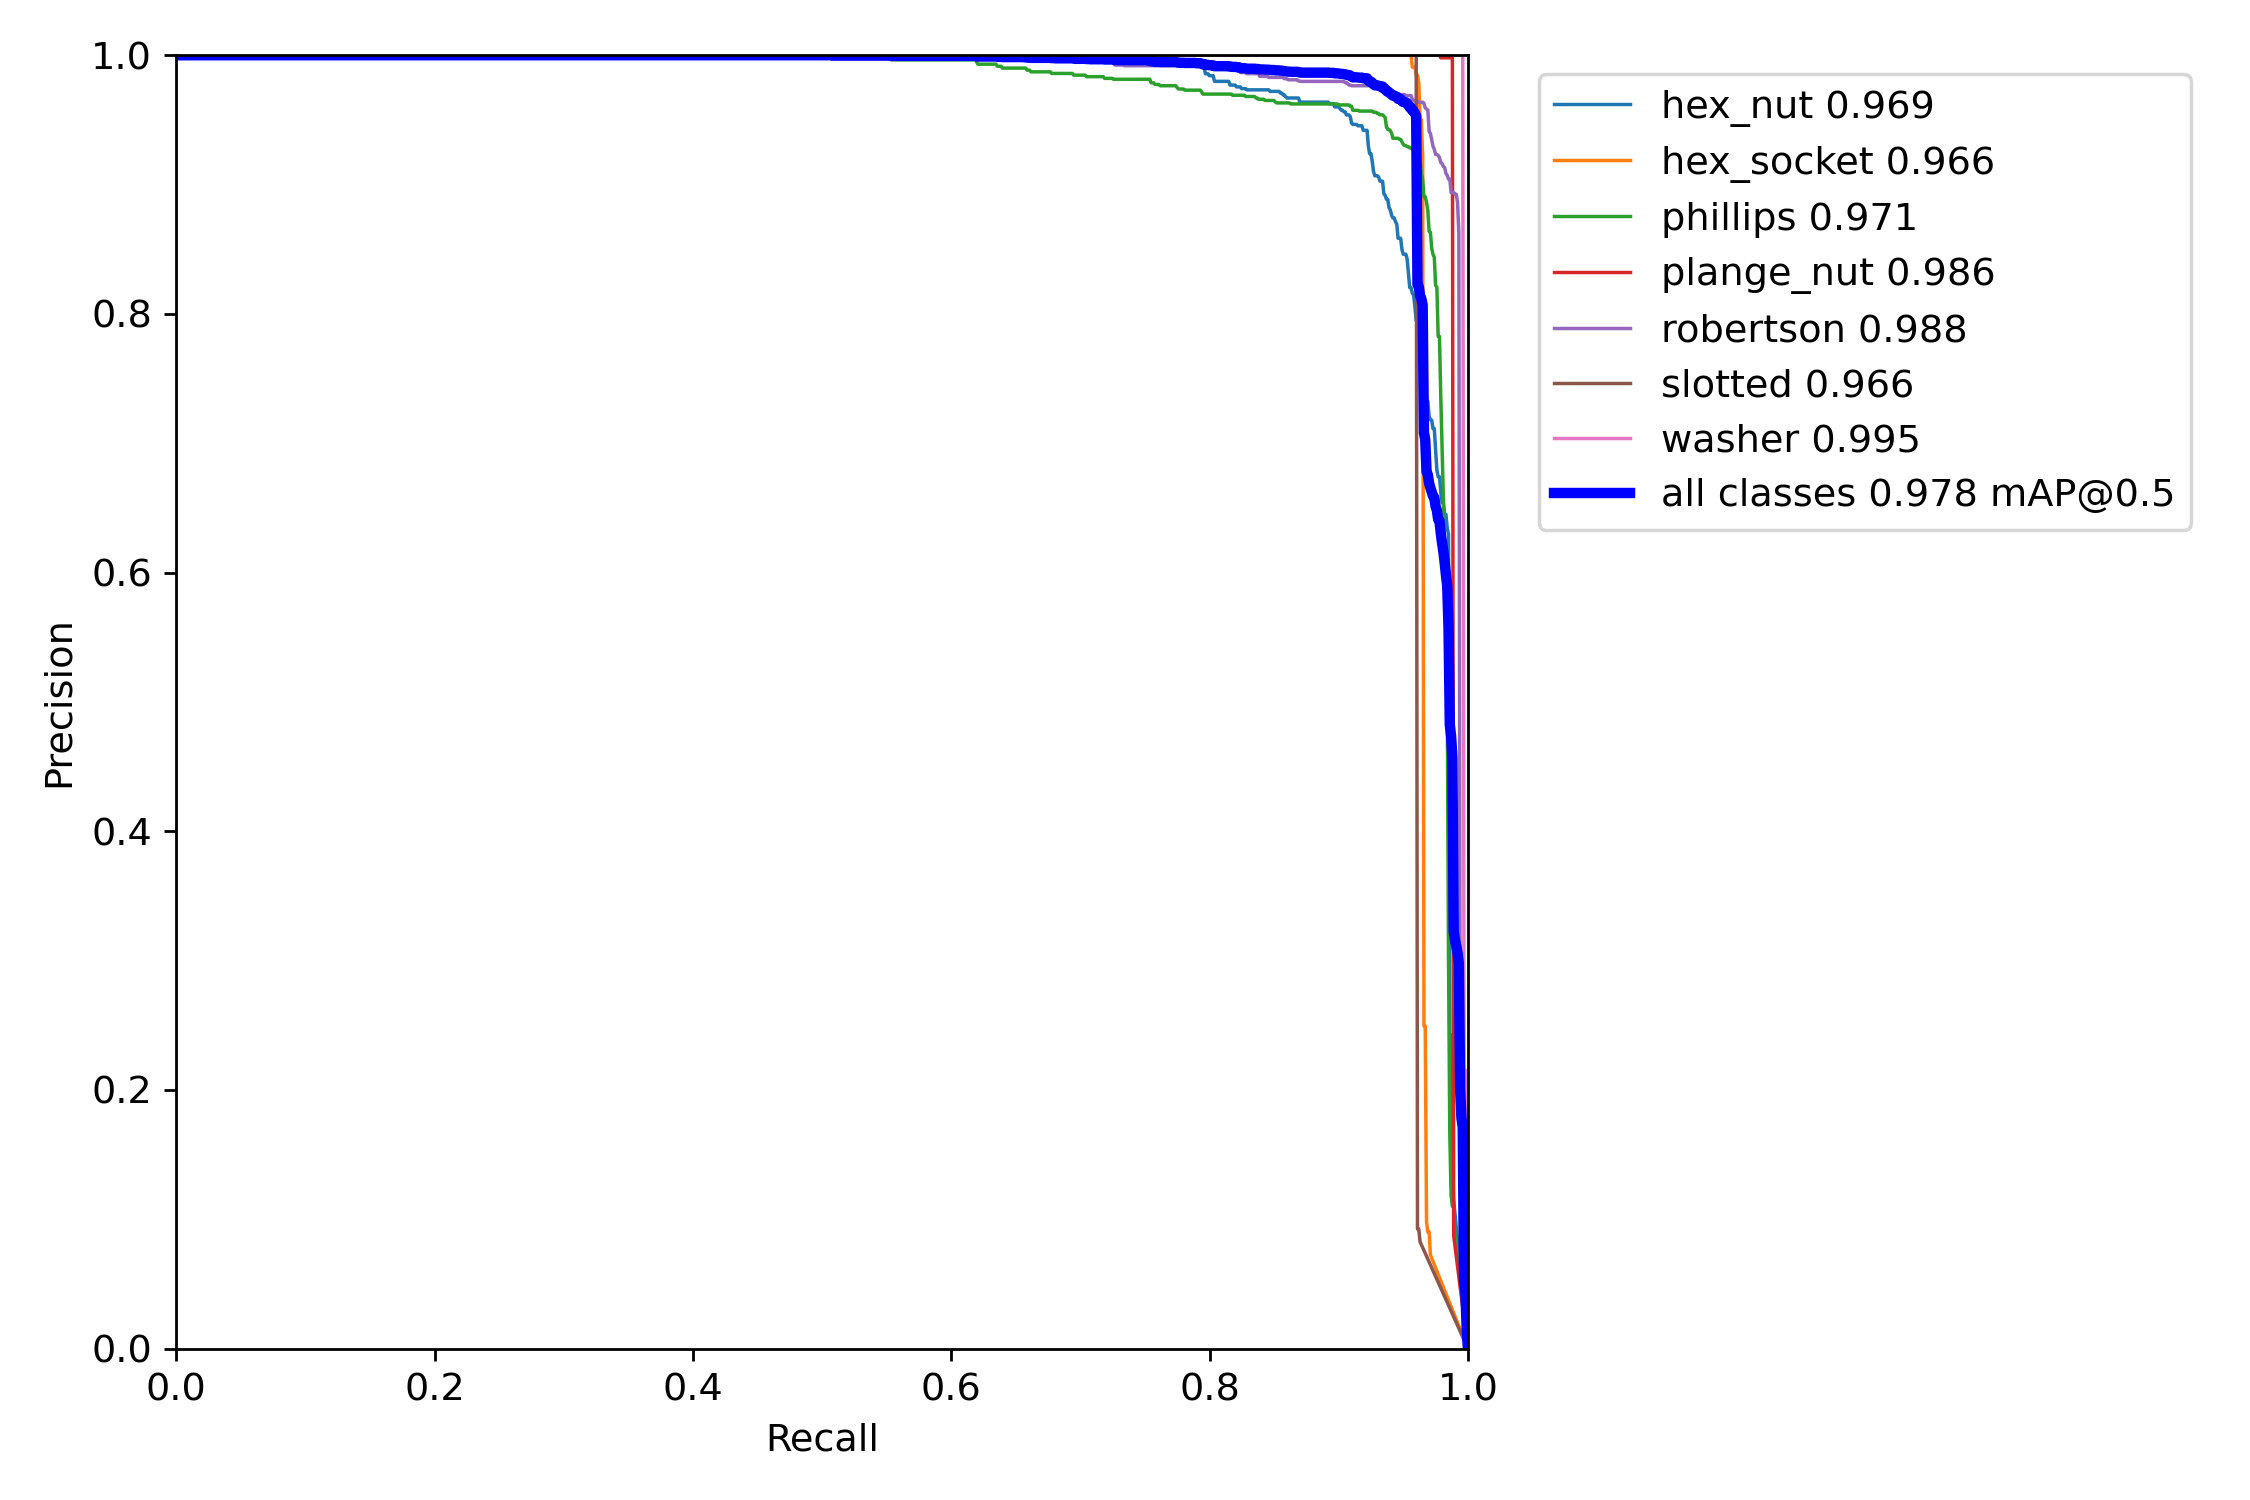 1.0
0.8
0.6
0.4
0.2
0.0
Precision
0.0 0.2 0.4 0.6 0.8 1.0
Recall
hex_nut 0.969
hex_socket 0.966
phillips 0.971
plange_nut 0.986
robertson 0.988
slotted 0.966
washer 0.995
all classes 0.978 mAP@0.5